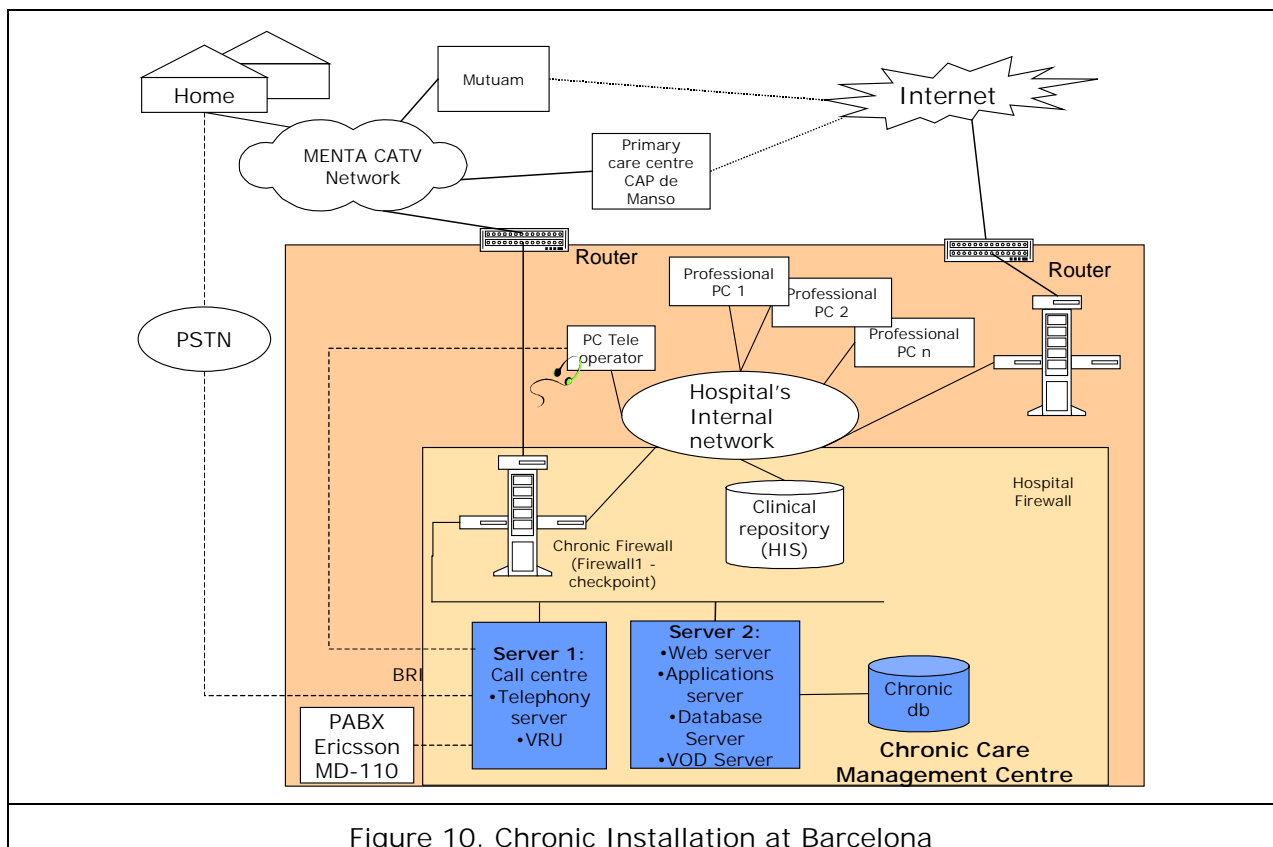 Home
Mutuam
Internet
MENTA CATV
Network
Primary
care centre
CAP de
Manso
Router
Router
Professional
PC 1
Professional
PC 2
Professional
PC n
PSTN
PC Tele
operator
Hospital's
Internal
network
Hospital
Firewall
Clinical
repository
(HIS)
Chronic Firewall
(Firewall1 -
checkpoint)
BRI
Server 1:
Call centre
•Telephony
server
•VRU
Server 2:
•Web server
•Applications
server
•Database
Server
•VOD Server
Chronic
db
PABX
Ericsson
MD-110
Chronic Care
Management Centre
Figure 10. Chronic Installation at Barcelona